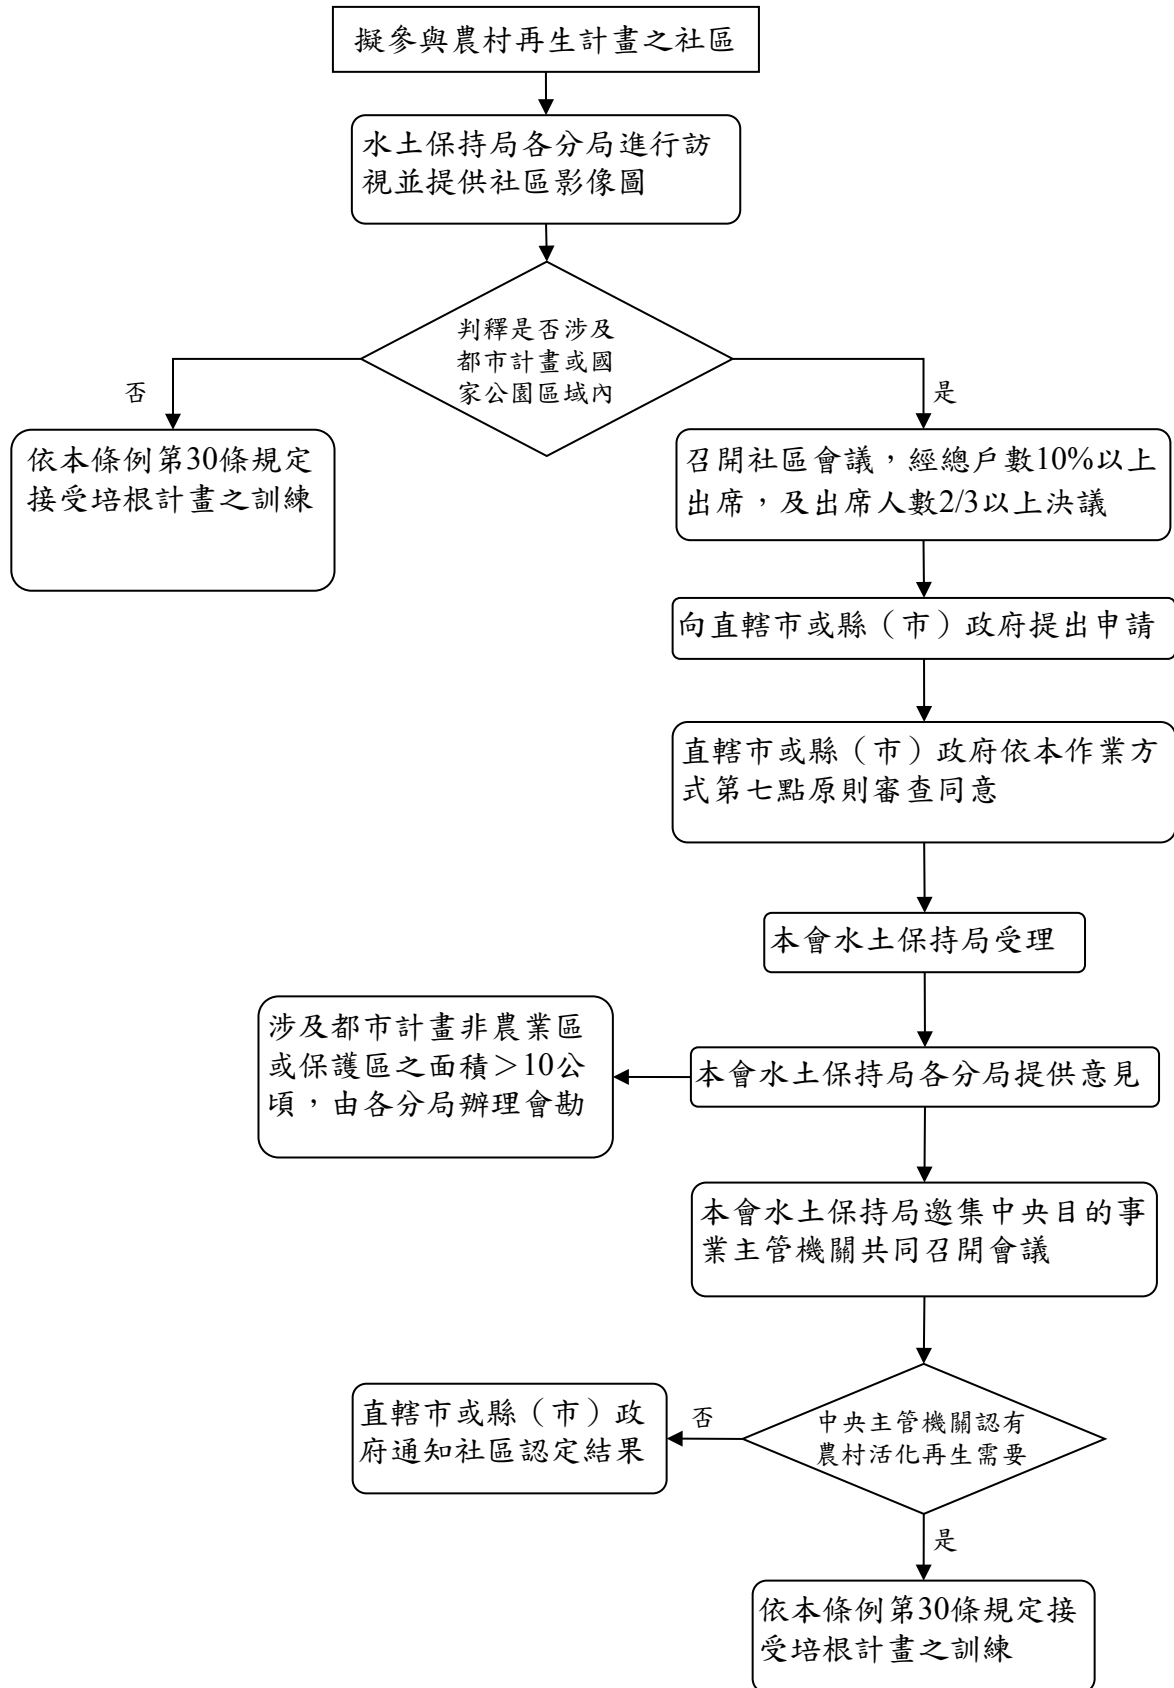 擬參與農村再生計畫之社區
水土保持局各分局進行訪
視並提供社區影像圖
判釋是否涉及
都市計畫或國
家公園區域內
否
是
依本條例第30條規定
接受培根計畫之訓練
召開社區會議，經總戶數10%以上
出席，及出席人數2/3以上決議
向直轄市或縣（市）政府提出申請
直轄市或縣（市）政府依本作業方
式第七點原則審查同意
本會水土保持局受理
涉及都市計畫非農業區
或保護區之面積＞10公
頃，由各分局辦理會勘
本會水土保持局各分局提供意見
本會水土保持局邀集中央目的事
業主管機關共同召開會議
直轄市或縣（市）政
府通知社區認定結果
否
中央主管機關認有
農村活化再生需要
是
依本條例第30條規定接
受培根計畫之訓練